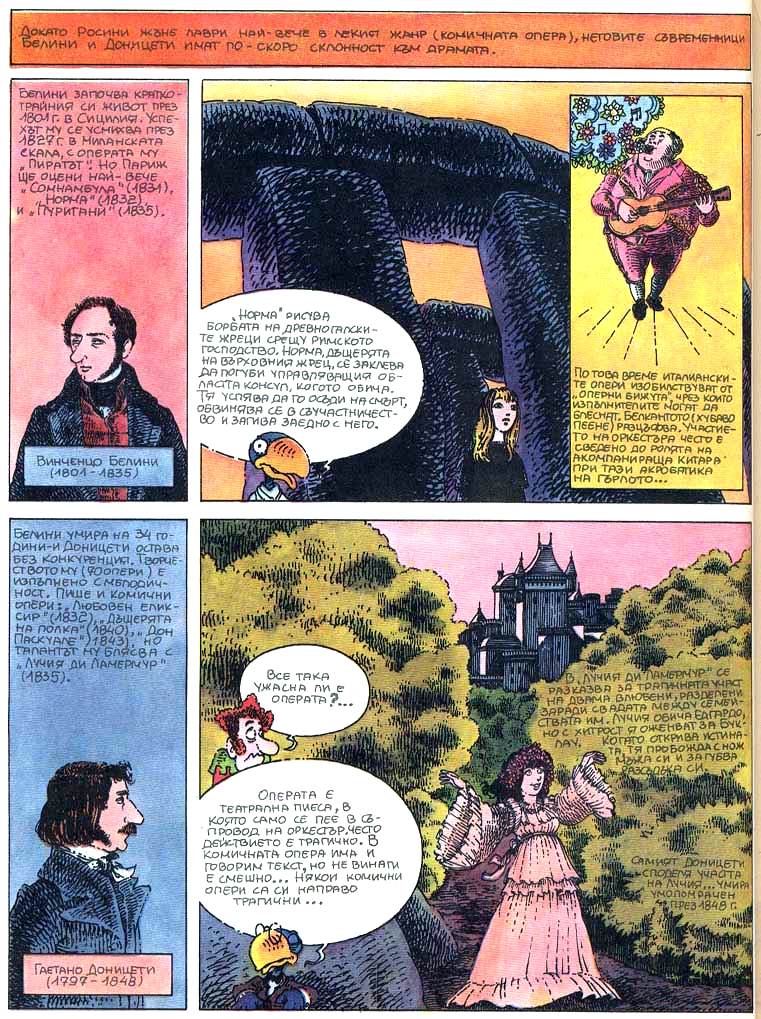 ДОКАТО РОСИНИ ЖЪНЕ ЛАВРИ НАЙ-ВЕЧЕ В ЛЕКИЯТ ЖАНР (КОМИЧНАТА ОПЕРА), НЕГОВИТЕ СЪВРЕМЕННИЦИ
БЕЛИНИ И ДОНИЦЕТИ ИМАТ ПО-СКОРО СКЛОННОСТ КЪМ ДРАМАТА.
БЕЛИНИ ЗАПОЧВА КРАТКО-
ТРАЙНИЯ СИ ЖИВОТ ПРЕЗ
1801 Г. В СИЦИЛИЯ. УСПЕ-
ХЪТ МУ СЕ УСМИХВА ПРЕЗ
1827 Г. В МИЛАНСКАТА
СКАЛА, С ОПЕРАТА МУ
„ПИРАТЪТ". НО ПАРИЖ
ЩЕ ОЦЕНИ НАЙ-ВЕЧЕ
„СОМНАМБУЛА" (1831),
„НОРМА" (1832)
И „ПУРИТАНИ" (1835).
ВИНЧЕНЦО БЕЛИНИ
(1801-1835)
„НОРМА" РИСУВА
БОРБАТА НА ДРЕВНОГАЛСКИ-
ТЕ ЖРЕЦИ СРЕЩУ РИМСКОТО
ГОСПОДСТВО. НОРМА, ДЪЩЕРЯТА
НА ВЪРХОВНИЯ ЖРЕЦ, СЕ ЗАКЛЕВА
ДА ПОГУБИ УПРАВЛЯВАЩИЯ ОБ-
ЛАСТТА КОНСУЛ, КОГОТО ОБИЧА.
ТЯ УСПЯВА ДА ГО ОСЪДИ НА СМЪРТ,
ОБВИНЯВА СЕ В СЪУЧАСТНИЧЕСТ-
ВО И ЗАГИВА ЗАЕДНО С НЕГО.
ПО ТОВА ВРЕМЕ ИТАЛИАНСКИ-
ТЕ ОПЕРИ ИЗОБИЛСТВУВАТ ОТ
„ОПЕРНИ БИЖУТА", ЧРЕЗ КОИТО
ИЗПЪЛНИТЕЛИТЕ МОГАТ ДА
БЛЕСНАТ. БЕЛКАНТОТО (ХУБАВО
ПЕЕНЕ) РАЗЦЪФВА. УЧАСТИЕ-
ТО НА ОРКЕСТЪРА ЧЕСТО Е
СВЕДЕНО ДО РОЛЯТА НА
АКОМПАНИРАЩА КИТАРА
ПРИ ТАЗИ АКРОБАТИКА
НА ГЪРЛОТО...
БЕЛИНИ УМИРА НА 34 ГО-
ДИНИ-И ДОНИЦЕТИ ОСТАВА
БЕЗ КОНКУРЕНЦИЯ. ТВОРЧЕ-
СТВОТО МУ (70 ОПЕРИ) Е
ИЗПЪЛНЕНО С МЕЛОДИЧ-
НОСТ. ПИШЕ И КОМИЧНИ
ОПЕРИ: „ЛЮБОВЕН ЕЛИК-
СИР" (1832), „ДЪЩЕРЯТА
НА ПОЛКА" (1840), „ДОН
ПАСКУАЛЕ" (1843). НО
ТАЛАНТЪТ МУ БЛЯСВА С
„ЛУЧИЯ ДИ ЛАМЕРМУР"
(1835).
ГАЕТАНО ДОНИЦЕТИ
(1797-1848)
ВСЕ ТАКА
УЖАСНА ЛИ Е
ОПЕРАТА?...
ОПЕРАТА Е
ТЕАТРАЛНА ПИЕСА, В
КОЯТО САМО СЕ ПЕЕ В СЪ-
ПРОВОД НА ОРКЕСТЪР. ЧЕСТО
ДЕЙСТВИЕТО Е ТРАГИЧНО. В
КОМИЧНАТА ОПЕРА ИМА И
ГОВОРИМ ТЕКСТ, НО НЕ ВИНАГИ
Е СМЕШНО... НЯКОИ КОМИЧНИ
ОПЕРИ СА СИ НАПРАВО
ТРАГИЧНИ...
В „ЛУЧИЯ ДИ ЛАМЕРМУР" СЕ
РАЗКАЗВА ЗА ТРАГИЧНАТА УЧАСТ
НА ДВАМА ВЛЮБЕНИ, РАЗДЕЛЕНИ
ЗАРАДИ СВАДАТА МЕЖДУ СЕМЕЙ-
СТВАТА ИМ. ЛУЧИЯ ОБИЧА ЕДГАРДО,
НО С ХИТРОСТ Я ОЖЕНВАТ ЗА БУК-
ЛАУ. КОГАТО ОТКРИВА ИСТИНА-
ТА ТЯ ПРОБОЖДА С НОЖ
МЪЖА СИ И ЗАГУБВА
РАЗСЪДЪКА СИ.
САМИЯТ ДОНИЦЕТИ
СПОДЕЛЯ УЧАСТТА
НА ЛУЧИЯ... УМИРА
УМОПОМРАЧЕН
ПРЕЗ 1848 Г.